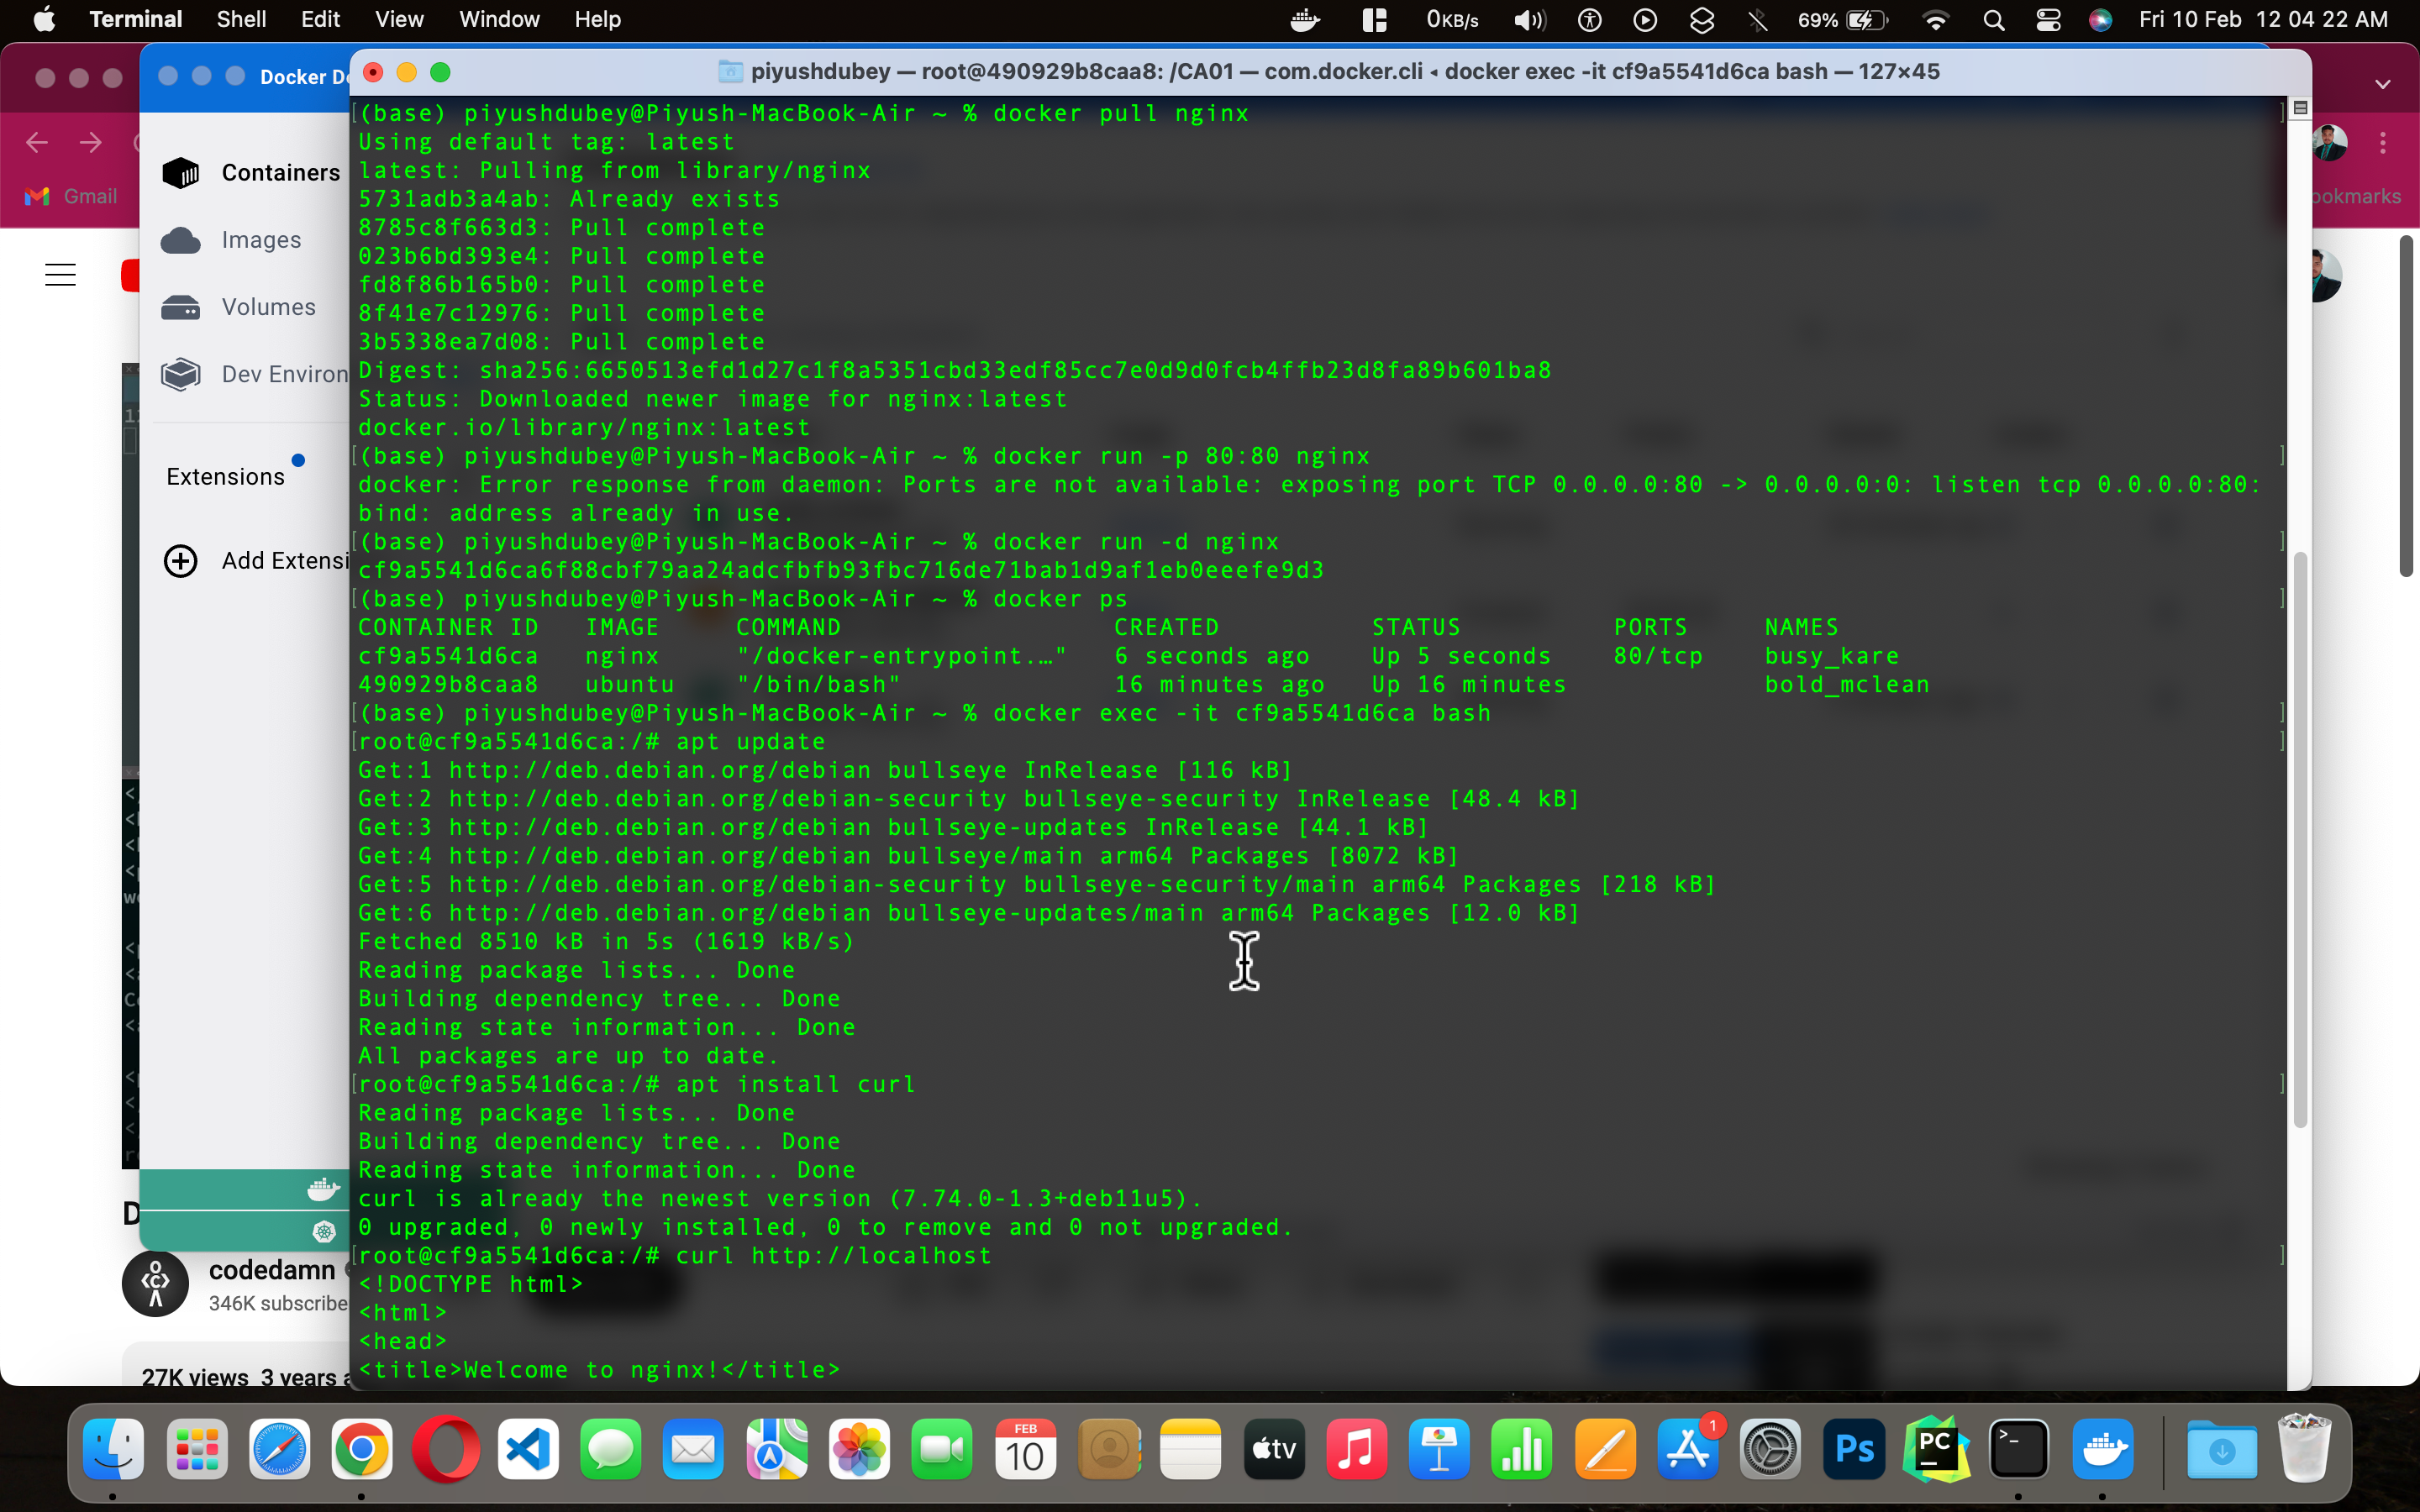 Terminal Shell Edit View Window Help 0KB/s 69% Fri 10 Feb 12 04 22 AM
Docker De
piyushdubey — root@490929b8caa8: /CA01 — com.docker.cli ◂ docker exec -it cf9a5541d6ca bash — 127×45
Gmail
ookmarks
Containers
Images
Volumes
Dev Environ
Extensions
Add Extensi
[(base) piyushdubey@Piyush-MacBook-Air ~ % docker pull nginx ]
Using default tag: latest
latest: Pulling from library/nginx
5731adb3a4ab: Already exists
8785c8f663d3: Pull complete
023b6bd393e4: Pull complete
fd8f86b165b0: Pull complete
8f41e7c12976: Pull complete
3b5338ea7d08: Pull complete
Digest: sha256:6650513efd1d27c1f8a5351cbd33edf85cc7e0d9d0fcb4ffb23d8fa89b601ba8
Status: Downloaded newer image for nginx:latest
docker.io/library/nginx:latest
[(base) piyushdubey@Piyush-MacBook-Air ~ % docker run -p 80:80 nginx ]
docker: Error response from daemon: Ports are not available: exposing port TCP 0.0.0.0:80 -> 0.0.0.0:0: listen tcp 0.0.0.0:80:
bind: address already in use.
[(base) piyushdubey@Piyush-MacBook-Air ~ % docker run -d nginx ]
cf9a5541d6ca6f88cbf79aa24adcfbfb93fbc716de71bab1d9af1eb0eeefe9d3
[(base) piyushdubey@Piyush-MacBook-Air ~ % docker ps ]
CONTAINER ID IMAGE COMMAND CREATED STATUS PORTS NAMES
cf9a5541d6ca nginx "/docker-entrypoint.…" 6 seconds ago Up 5 seconds 80/tcp busy_kare
490929b8caa8 ubuntu "/bin/bash" 16 minutes ago Up 16 minutes bold_mclean
[(base) piyushdubey@Piyush-MacBook-Air ~ % docker exec -it cf9a5541d6ca bash ]
[root@cf9a5541d6ca:/# apt update ]
Get:1 http://deb.debian.org/debian bullseye InRelease [116 kB]
Get:2 http://deb.debian.org/debian-security bullseye-security InRelease [48.4 kB]
Get:3 http://deb.debian.org/debian bullseye-updates InRelease [44.1 kB]
Get:4 http://deb.debian.org/debian bullseye/main arm64 Packages [8072 kB]
Get:5 http://deb.debian.org/debian-security bullseye-security/main arm64 Packages [218 kB]
Get:6 http://deb.debian.org/debian bullseye-updates/main arm64 Packages [12.0 kB]
Fetched 8510 kB in 5s (1619 kB/s)
Reading package lists... Done
Building dependency tree... Done
Reading state information... Done
All packages are up to date.
[root@cf9a5541d6ca:/# apt install curl ]
Reading package lists... Done
Building dependency tree... Done
Reading state information... Done
curl is already the newest version (7.74.0-1.3+deb11u5).
0 upgraded, 0 newly installed, 0 to remove and 0 not upgraded.
[root@cf9a5541d6ca:/# curl http://localhost ]
<!DOCTYPE html>
<html>
<head>
<title>Welcome to nginx!</title>
D
codedamn
346K subscribe
27K views 3 years a
FEB
10
tv
1
Ps
PC